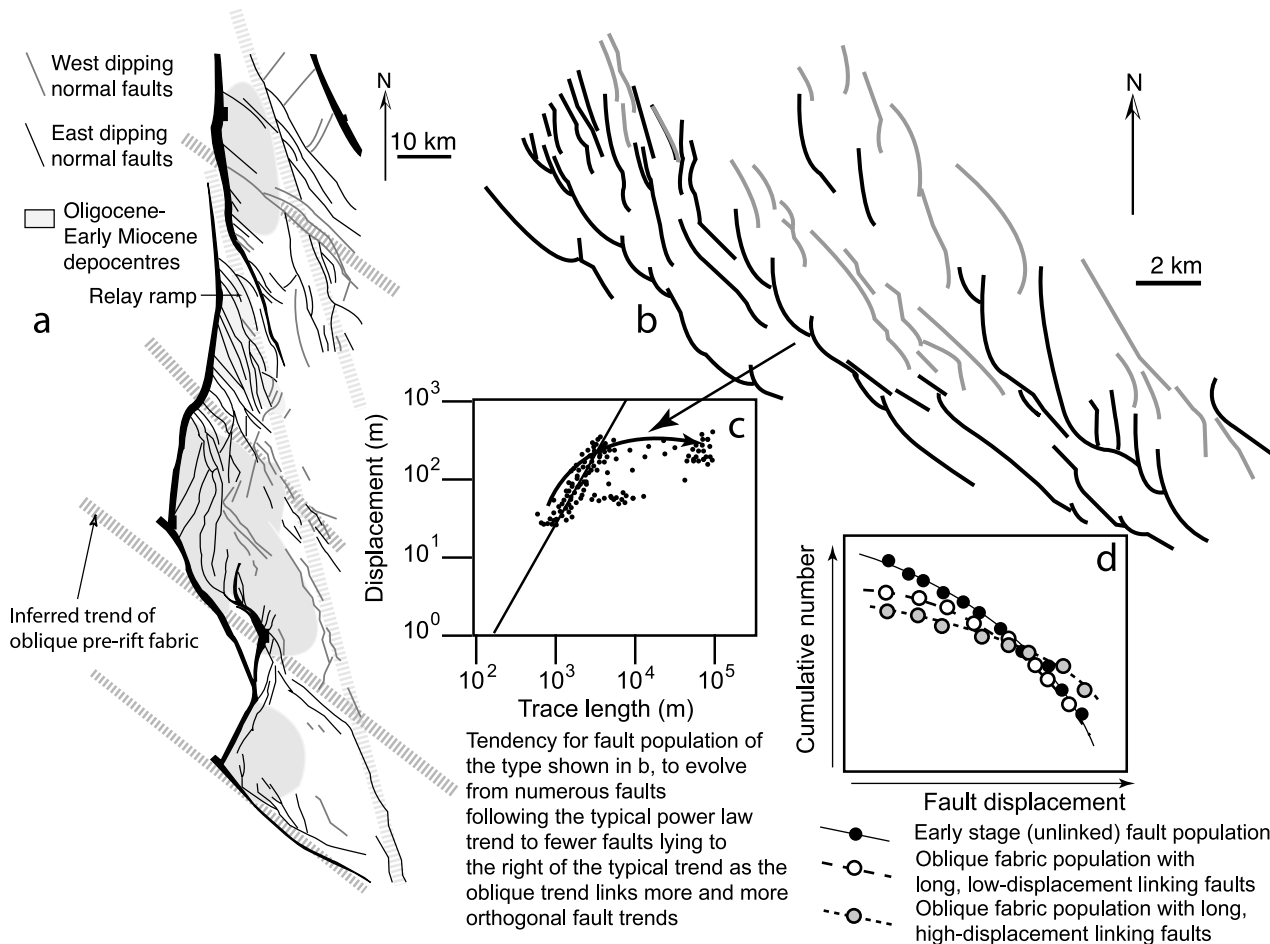 West dipping
normal faults
East dipping
normal faults
Oligocene-
Early Miocene
depocentres
Relay ramp
a
Inferred trend of
oblique pre-rift fabric
N
10 km
b
N
2 km
c
Displacement (m)
10³
10²
10¹
10⁰
10² 10³ 10⁴ 10⁵
Trace length (m)
Tendency for fault population of
the type shown in b, to evolve
from numerous faults
following the typical power law
trend to fewer faults lying to
the right of the typical trend as the
oblique trend links more and more
orthogonal fault trends
d
Cumulative number
Fault displacement
Early stage (unlinked) fault population
Oblique fabric population with
long, low-displacement linking faults
Oblique fabric population with long,
high-displacement linking faults